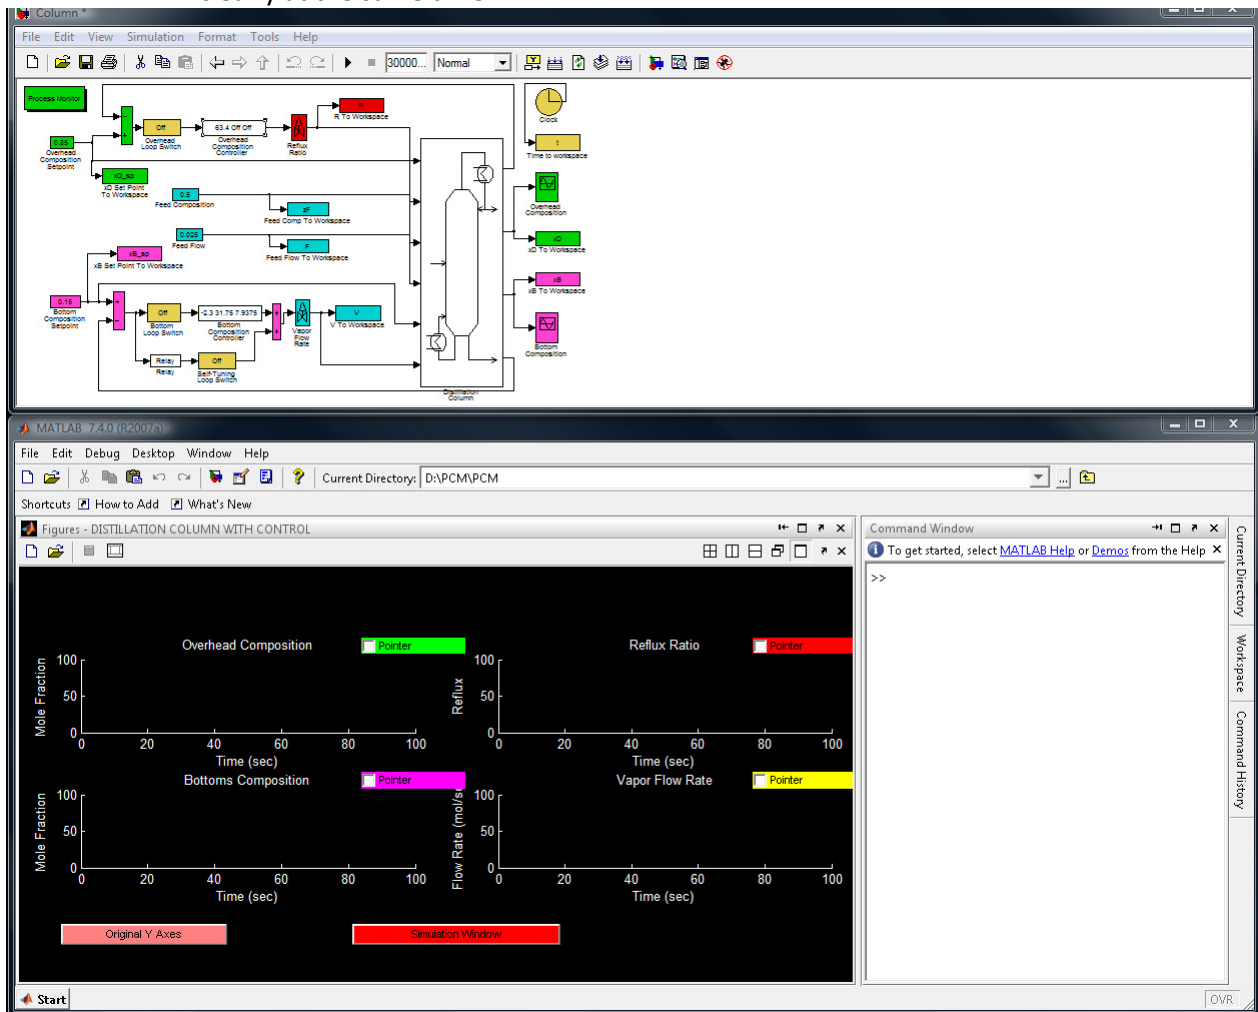 Column *
File Edit View Simulation Format Tools Help
30000... Normal
Process Monitor
0.85
Overhead
Composition
Setpoint
Off
Overhead
Loop Switch
63.4 Off Off
Overhead
Composition
Controller
Reflux
Ratio
R
R To Workspace
xD_sp
xD Set Point
To Workspace
0.5
Feed Composition
zF
Feed Comp To Workspace
0.025
Feed Flow
F
Feed Flow To Workspace
xB_sp
xB Set Point To Workspace
0.15
Bottom
Composition
Setpoint
Off
Bottom
Loop Switch
-2.3 31.75 7.9375
Bottom
Composition
Controller
Vapor
Flow
Rate
V
V To Workspace
Relay
Relay
Off
Self-Tuning
Loop Switch
Distillation
Column
Clock
t
Time to workspace
Overhead
Composition
xD
xD To Workspace
xB
xB To Workspace
Bottom
Composition
MATLAB 7.4.0 (R2007a)
File Edit Debug Desktop Window Help
Current Directory: D:\PCM\PCM
Shortcuts How to Add What's New
Figures - DISTILLATION COLUMN WITH CONTROL
Overhead Composition
Pointer
Mole Fraction
100
50
0
0 20 40 60 80 100
Time (sec)
Reflux Ratio
Pointer
Reflux
100
50
0
0 20 40 60 80 100
Time (sec)
Bottoms Composition
Pointer
Mole Fraction
100
50
0
0 20 40 60 80 100
Time (sec)
Vapor Flow Rate
Pointer
Flow Rate (mol/se
100
50
0
0 20 40 60 80 100
Time (sec)
Original Y Axes
Simulation Window
Command Window
To get started, select MATLAB Help or Demos from the Help
>>
Current Directory
Workspace
Command History
Start
OVR